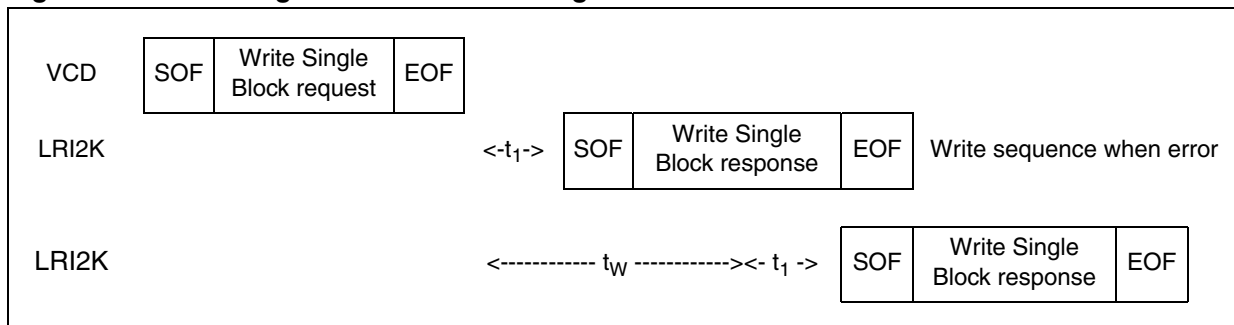 VCD SOF Write Single Block request EOF
LRI2K <-t1-> SOF Write Single Block response EOF Write sequence when error
LRI2K <------------ tW ------------><- t1 -> SOF Write Single Block response EOF